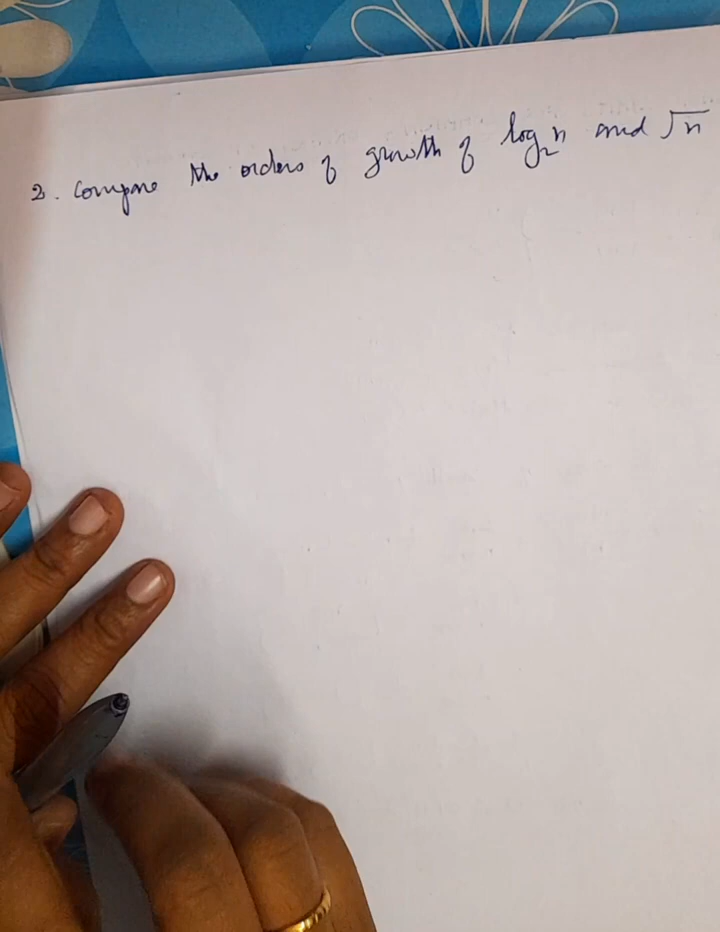 2. Compare the orders of growth of log₂n and √n